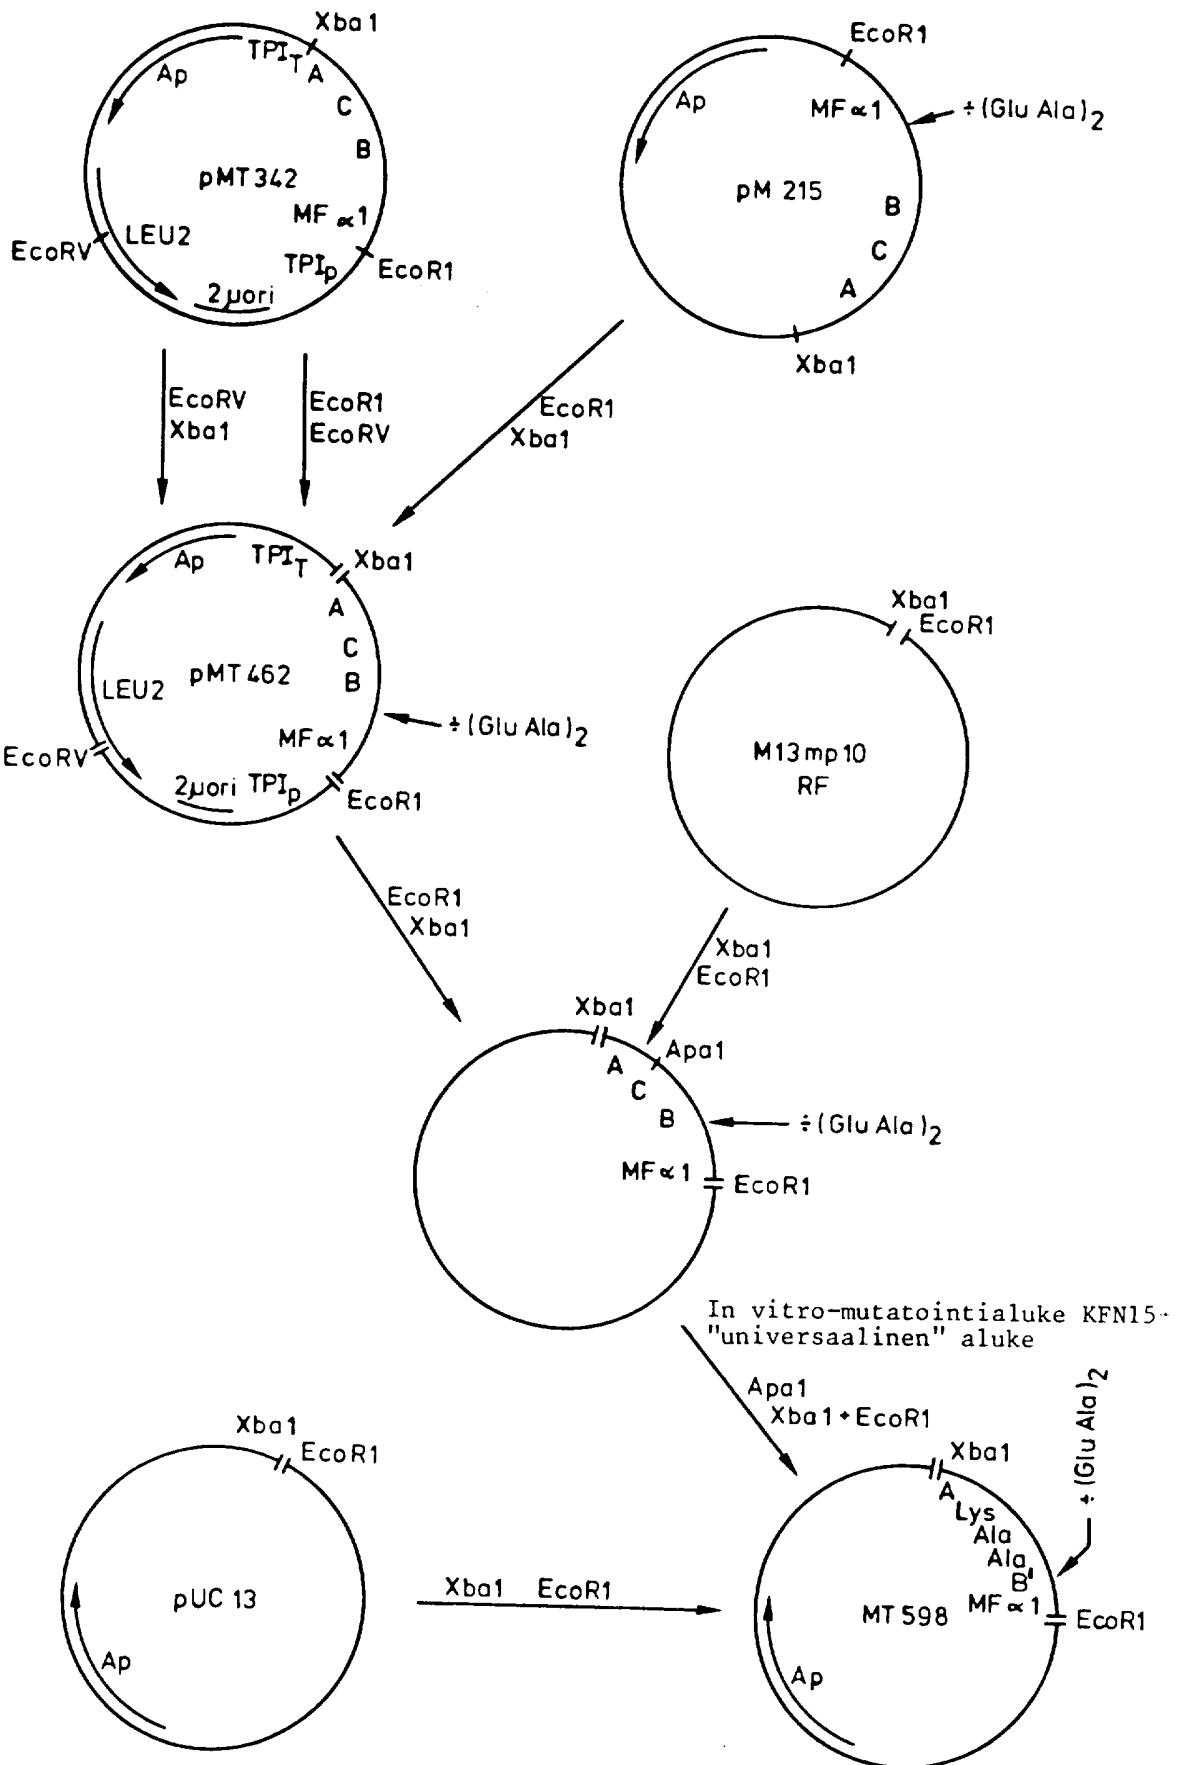 Xba1
TPI_T
A
C
B
Ap
pMT342
MFα1
LEU2
EcoRV
TPI_p
EcoR1
2µori
EcoR1
Ap
MFα1
÷(Glu Ala)₂
pM 215
B
C
A
Xba1
EcoRV
Xba1
EcoR1
EcoRV
EcoR1
Xba1
Ap
TPI_T
Xba1
A
C
B
pMT462
LEU2
÷(Glu Ala)₂
MFα1
EcoRV
2µori TPI_p
EcoR1
Xba1
EcoR1
M13mp10
RF
EcoR1
Xba1
Xba1
EcoR1
Xba1
Apa1
A
C
B
÷(Glu Ala)₂
MFα1
EcoR1
In vitro-mutatointialuke KFN15-
"universaalinen" aluke
Apa1
Xba1+EcoR1
÷(Glu Ala)₂
Xba1
EcoR1
pUC 13
Ap
Xba1 EcoR1
Xba1
A
Lys
Ala
Ala
B'
MFα1
EcoR1
MT598
Ap